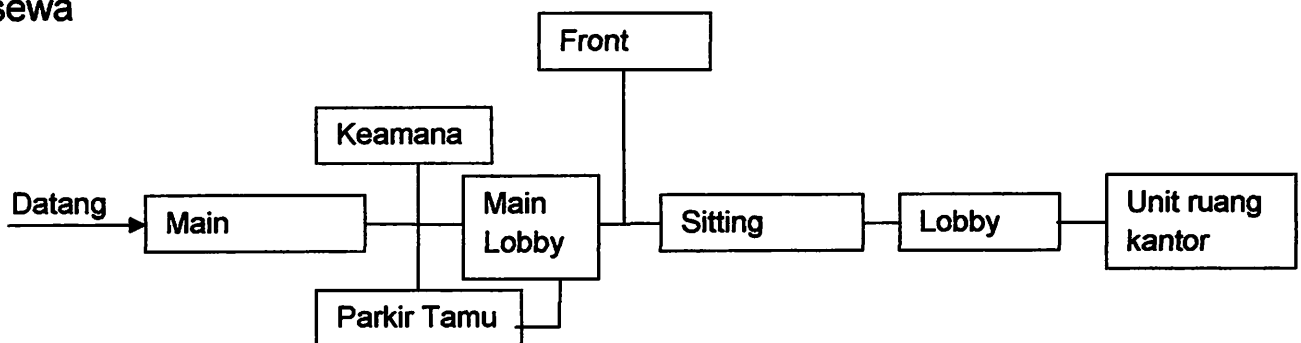 sewa
Front
Keamana
Datang
Main
Main
Lobby
Sitting
Lobby
Unit ruang
kantor
Parkir Tamu